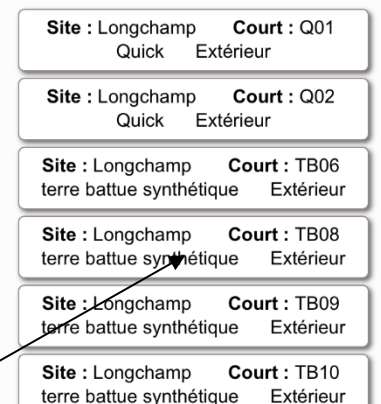 Site : Longchamp Court : Q01
Quick Extérieur
Site : Longchamp Court : Q02
Quick Extérieur
Site : Longchamp Court : TB06
terre battue synthétique Extérieur
Site : Longchamp Court : TB08
terre battue synthétique Extérieur
Site : Longchamp Court : TB09
terre battue synthétique Extérieur
Site : Longchamp Court : TB10
terre battue synthétique Extérieur